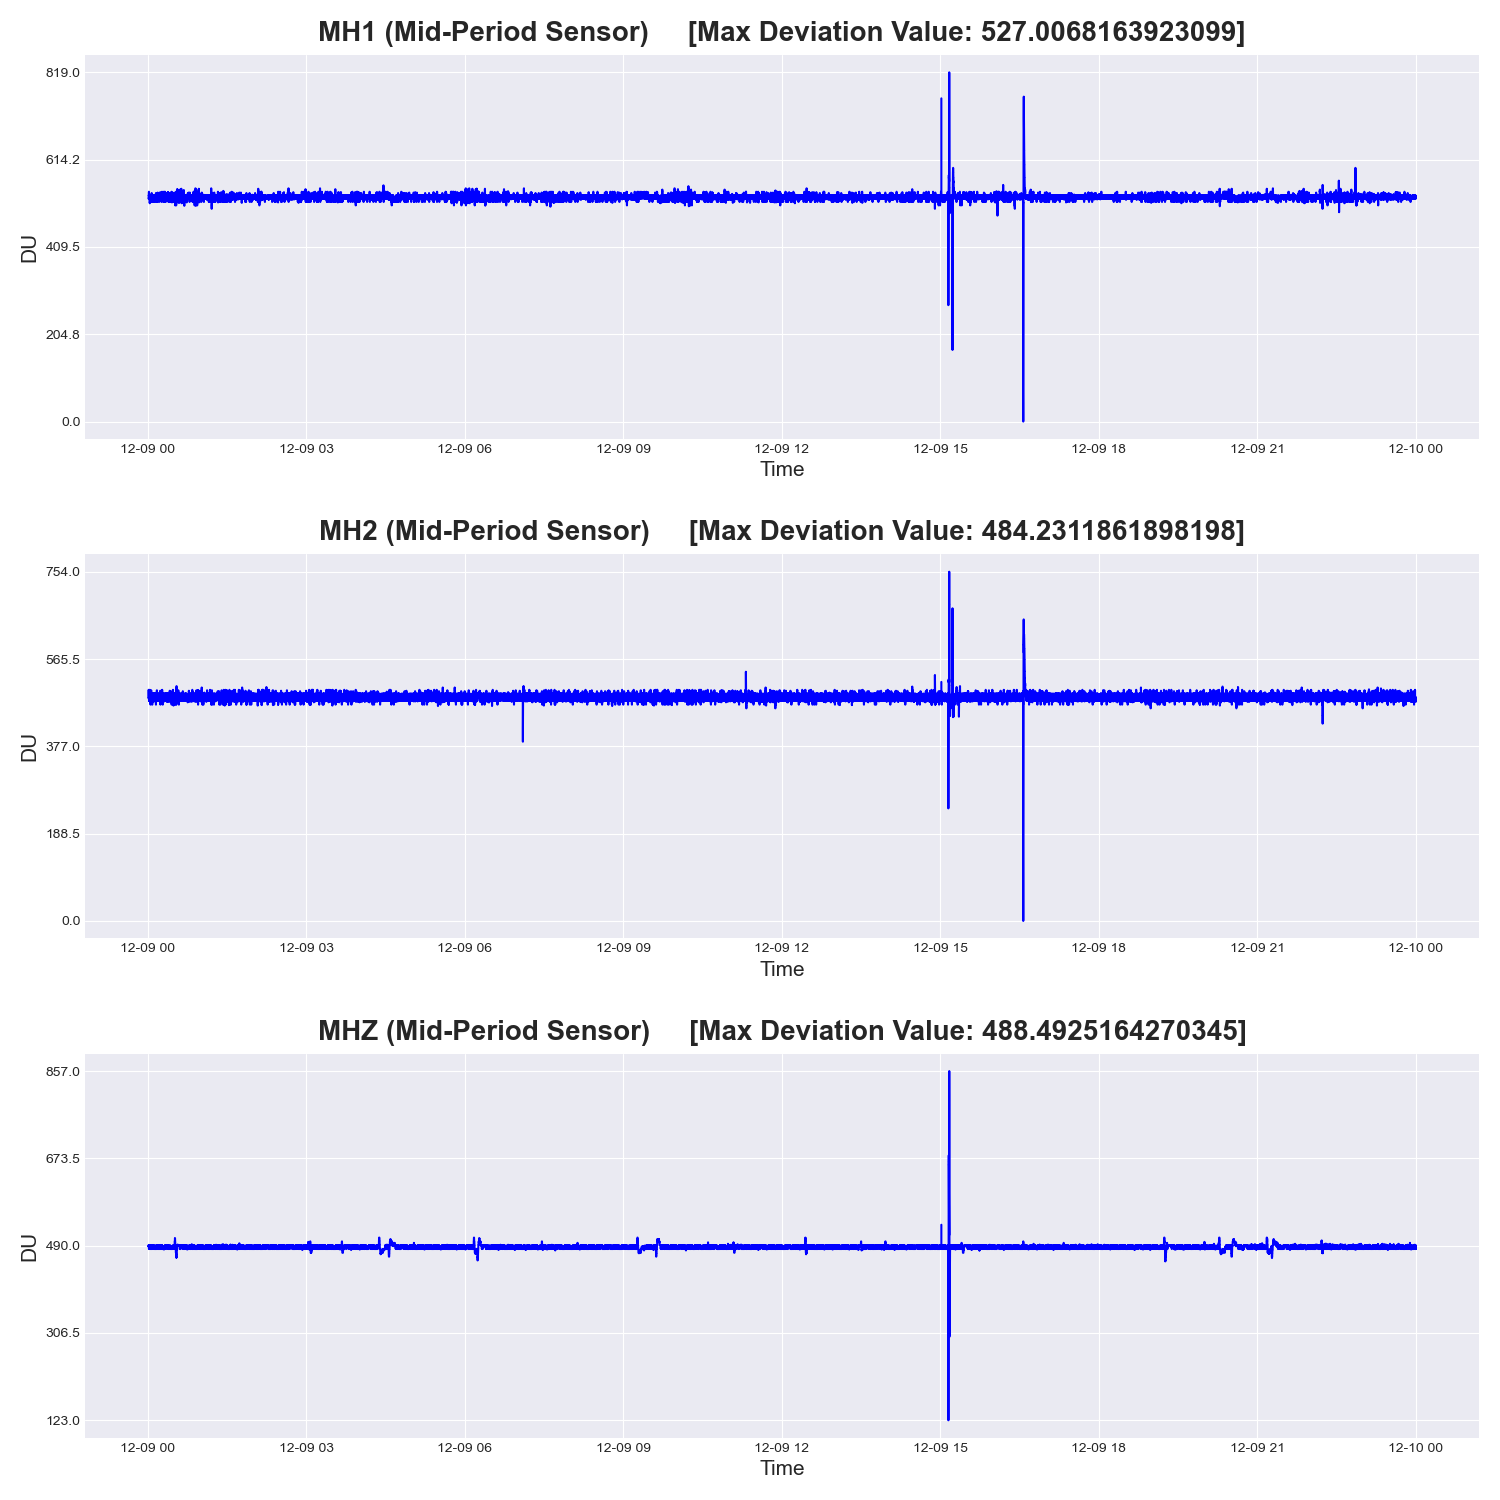 MH1 (Mid-Period Sensor) [Max Deviation Value: 527.0068163923099]
819.0
614.2
409.5
204.8
0.0
DU
12-09 00 12-09 03 12-09 06 12-09 09 12-09 12 12-09 15 12-09 18 12-09 21 12-10 00
Time
MH2 (Mid-Period Sensor) [Max Deviation Value: 484.2311861898198]
754.0
565.5
377.0
188.5
0.0
DU
12-09 00 12-09 03 12-09 06 12-09 09 12-09 12 12-09 15 12-09 18 12-09 21 12-10 00
Time
MHZ (Mid-Period Sensor) [Max Deviation Value: 488.4925164270345]
857.0
673.5
490.0
306.5
123.0
DU
12-09 00 12-09 03 12-09 06 12-09 09 12-09 12 12-09 15 12-09 18 12-09 21 12-10 00
Time